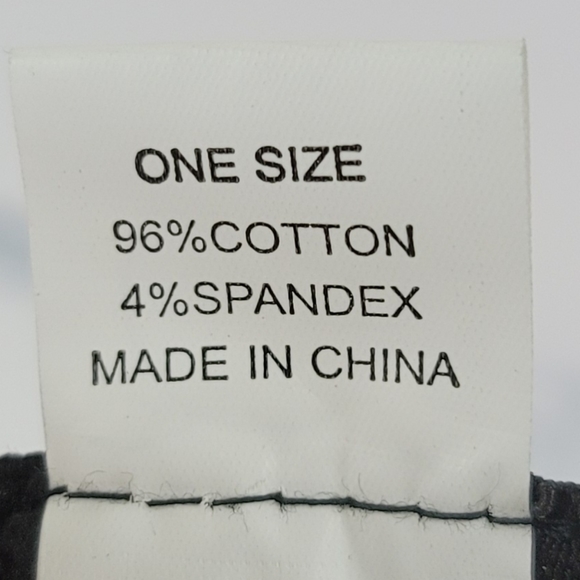 ONE SIZE
96%COTTON
4%SPANDEX
MADE IN CHINA